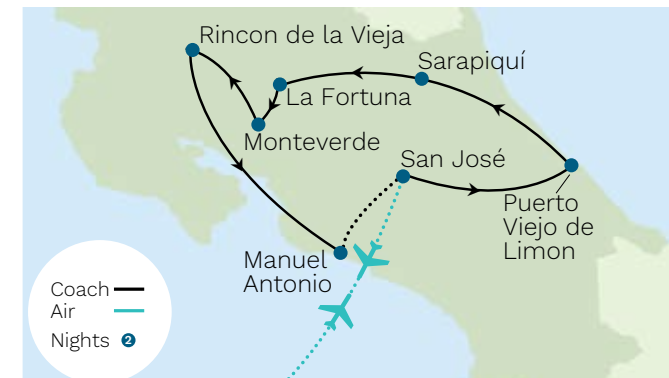 Rincon de la Vieja
Sarapiquí
La Fortuna
Monteverde
San José
Puerto
Viejo de
Limon
Manuel
Antonio
Coach
Air
Nights 2